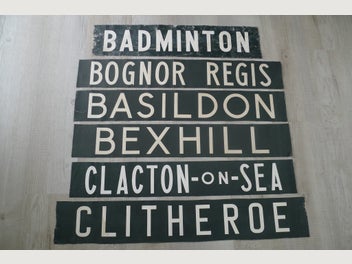 BADMINTON
BOGNOR REGIS
BASILDON
BEXHILL
CLACTON-ON-SEA
CLITHEROE